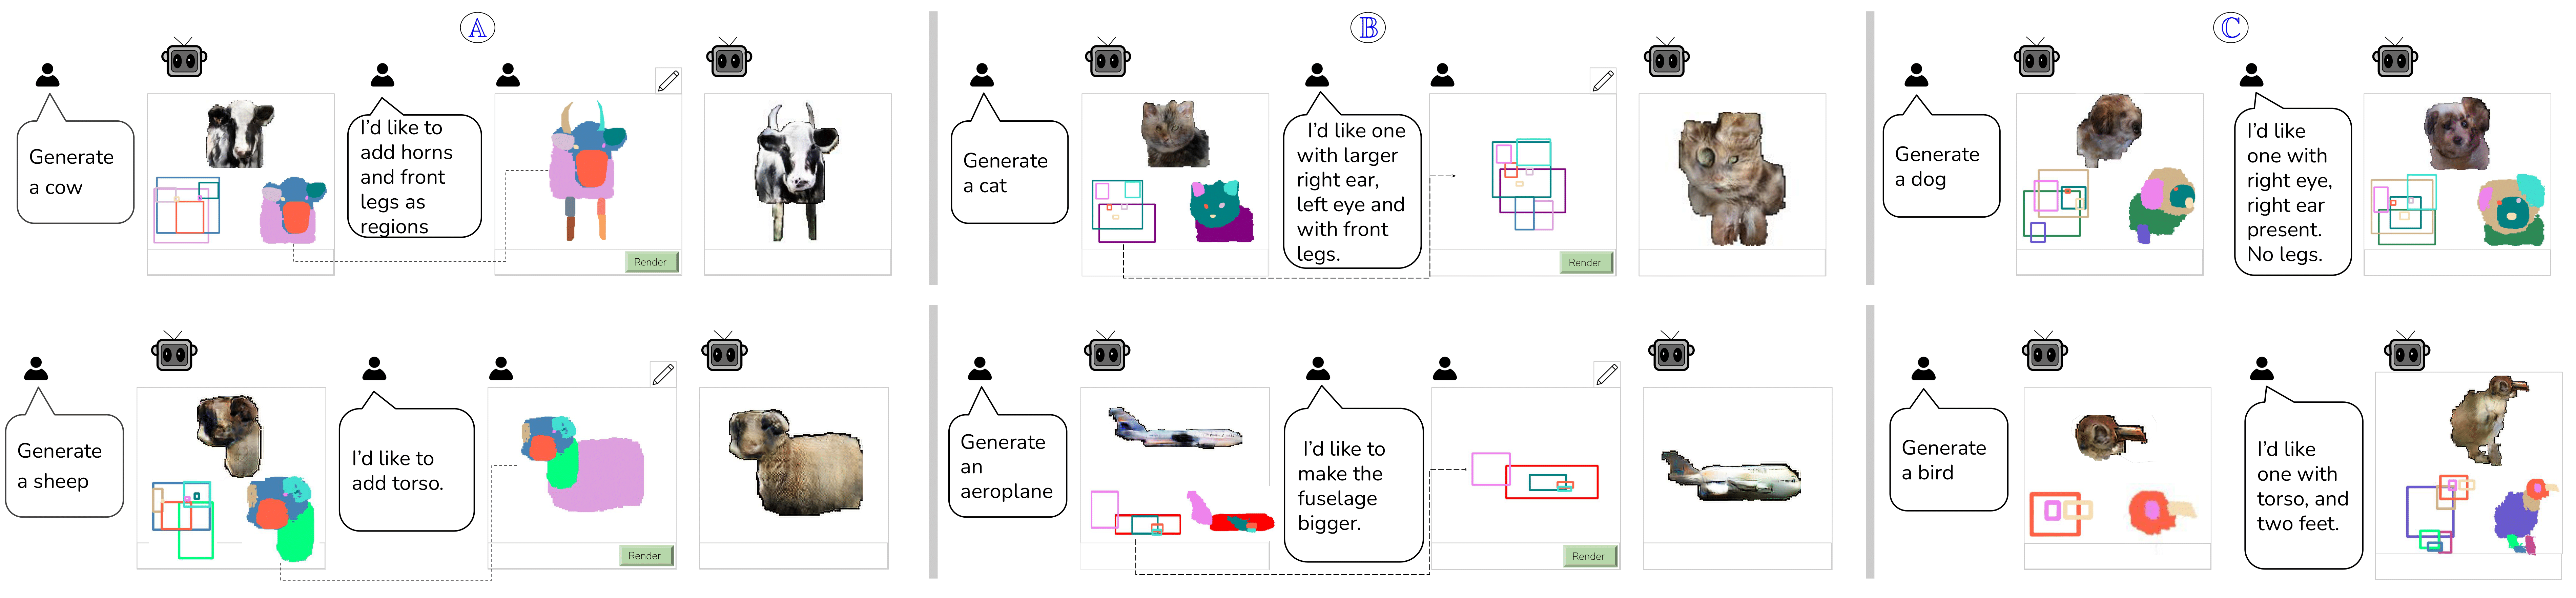 A
Generate
a cow
I'd like to
add horns
and front
legs as
regions
Render
B
Generate
a cat
I'd like one
with larger
right ear,
left eye and
with front
legs.
Render
C
Generate
a dog
I'd like
one with
right eye,
right ear
present.
No legs.
Generate
a sheep
I'd like to
add torso.
Render
Generate
an
aeroplane
I'd like to
make the
fuselage
bigger.
Render
Generate
a bird
I'd like
one with
torso, and
two feet.